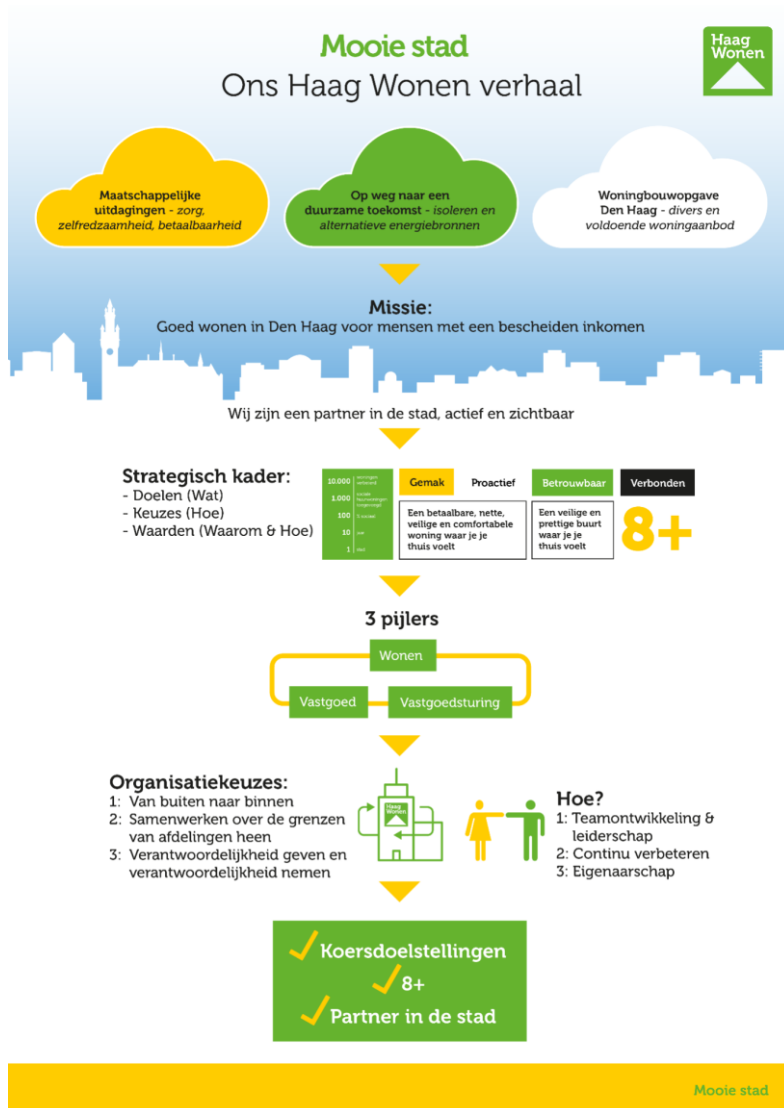 Mooie stad
Ons Haag Wonen verhaal
Haag
Wonen
Maatschappelijke
uitdagingen - zorg,
zelfredzaamheid, betaalbaarheid
Op weg naar een
duurzame toekomst - isoleren en
alternatieve energiebronnen
Woningbouwopgave
Den Haag - divers en
voldoende woningaanbod
Missie:
Goed wonen in Den Haag voor mensen met een bescheiden inkomen
Wij zijn een partner in de stad, actief en zichtbaar
Strategisch kader:
- Doelen (Wat)
- Keuzes (Hoe)
- Waarden (Waarom & Hoe)
10.000
1.000
100
10
1
Gemak
Proactief
Betrouwbaar
Verbonden
Een betaalbare, nette,
veilige en comfortabele
woning waar je je
thuis voelt
Een veilige en
prettige buurt
waar je je
thuis voelt
8+
3 pijlers
Wonen
Vastgoed
Vastgoedsturing
Organisatiekeuzes:
1: Van buiten naar binnen
2: Samenwerken over de grenzen
van afdelingen heen
3: Verantwoordelijkheid geven en
verantwoordelijkheid nemen
Haag
Wonen
Hoe?
1: Teamontwikkeling &
leiderschap
2: Continu verbeteren
3: Eigenaarschap
Koersdoelstellingen
8+
Partner in de stad
Mooie stad